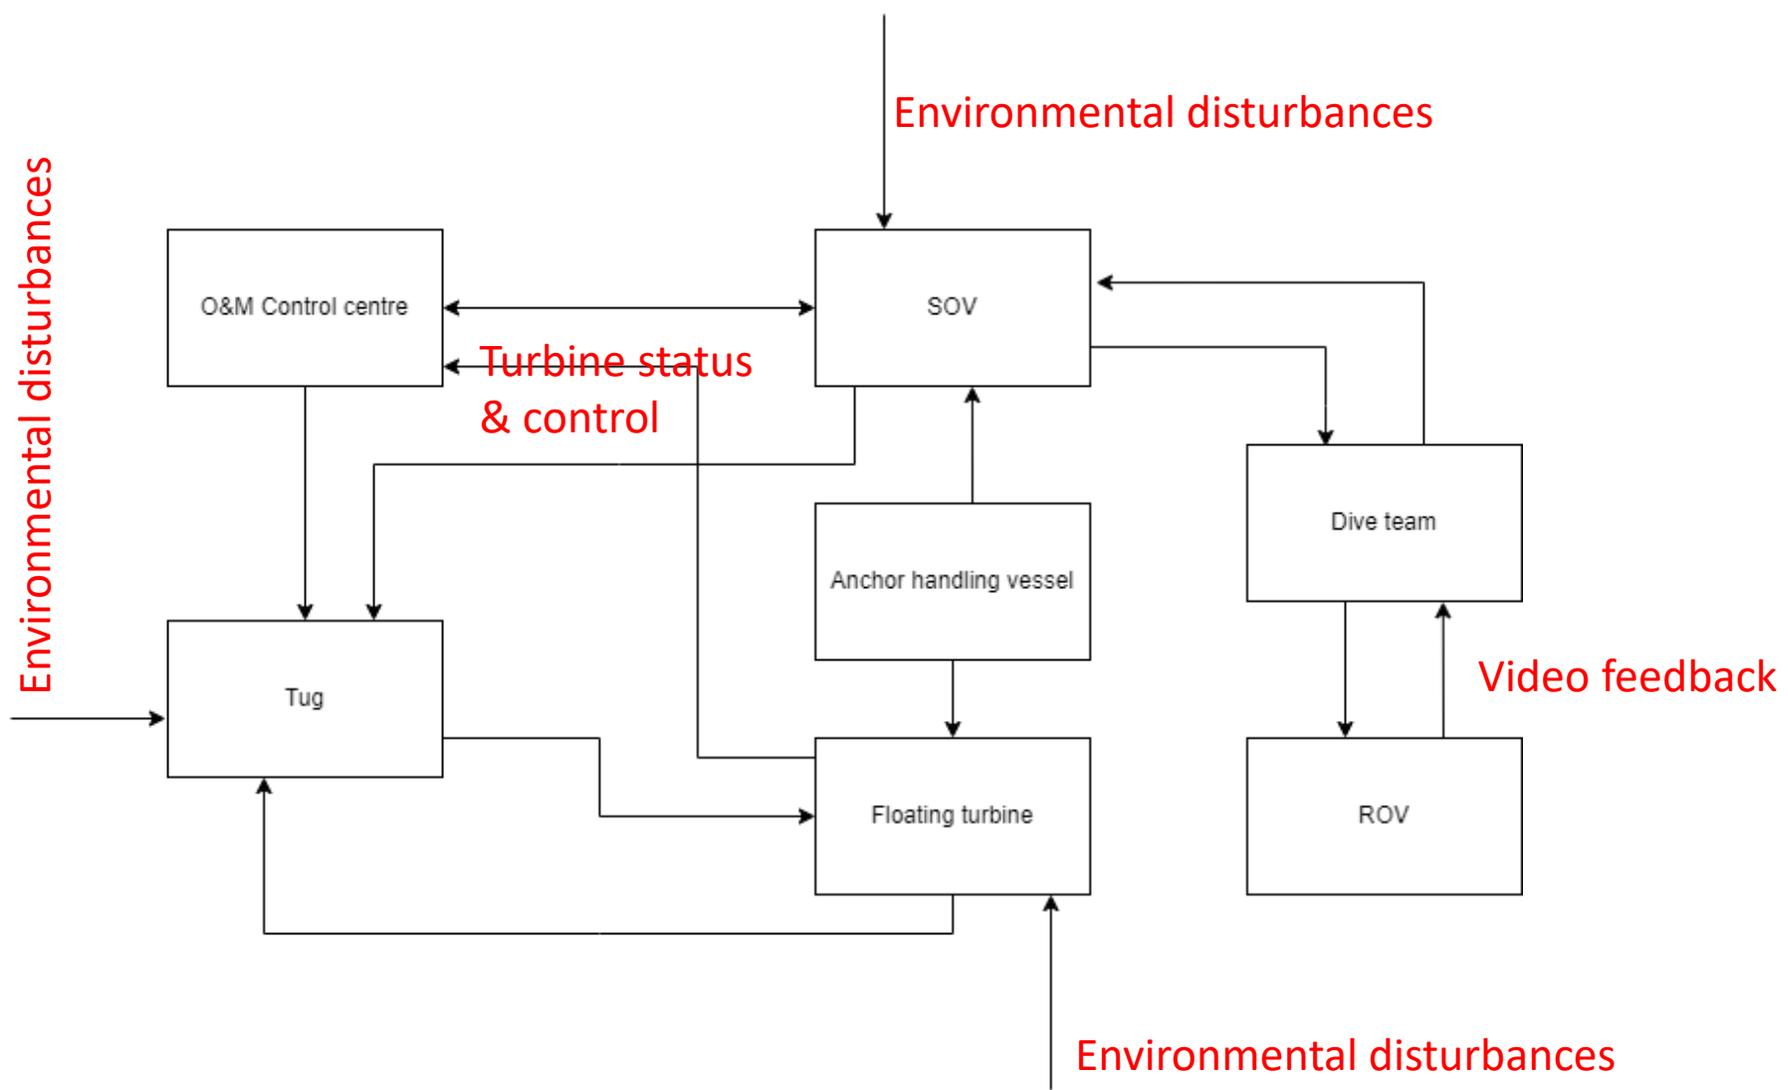 Environmental disturbances
Environmental disturbances
O&M Control centre
SOV
Turbine status
& control
Dive team
Anchor handling vessel
Video feedback
Tug
Floating turbine
ROV
Environmental disturbances